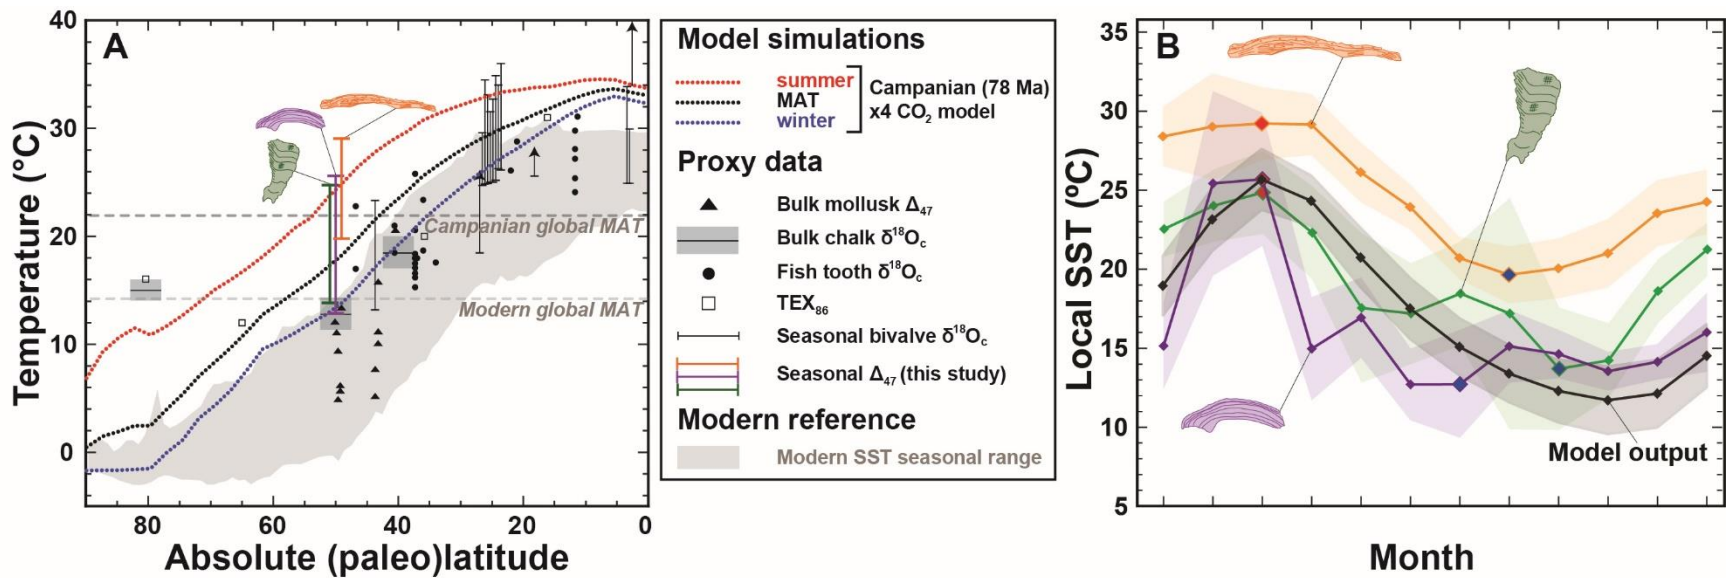 A
40
30
20
10
0
Temperature (°C)
80
60
40
20
0
Absolute (paleo)latitude
Campanian global MAT
Modern global MAT
Model simulations
summer
MAT
winter
Campanian (78 Ma)
x4 CO₂ model
Proxy data
Bulk mollusk Δ₄₇
Bulk chalk δ¹⁸Oc
Fish tooth δ¹⁸Oc
TEX₈₆
Seasonal bivalve δ¹⁸Oc
Seasonal Δ₄₇ (this study)
Modern reference
Modern SST seasonal range
B
35
30
25
20
15
10
5
Local SST (ºC)
Model output
Month